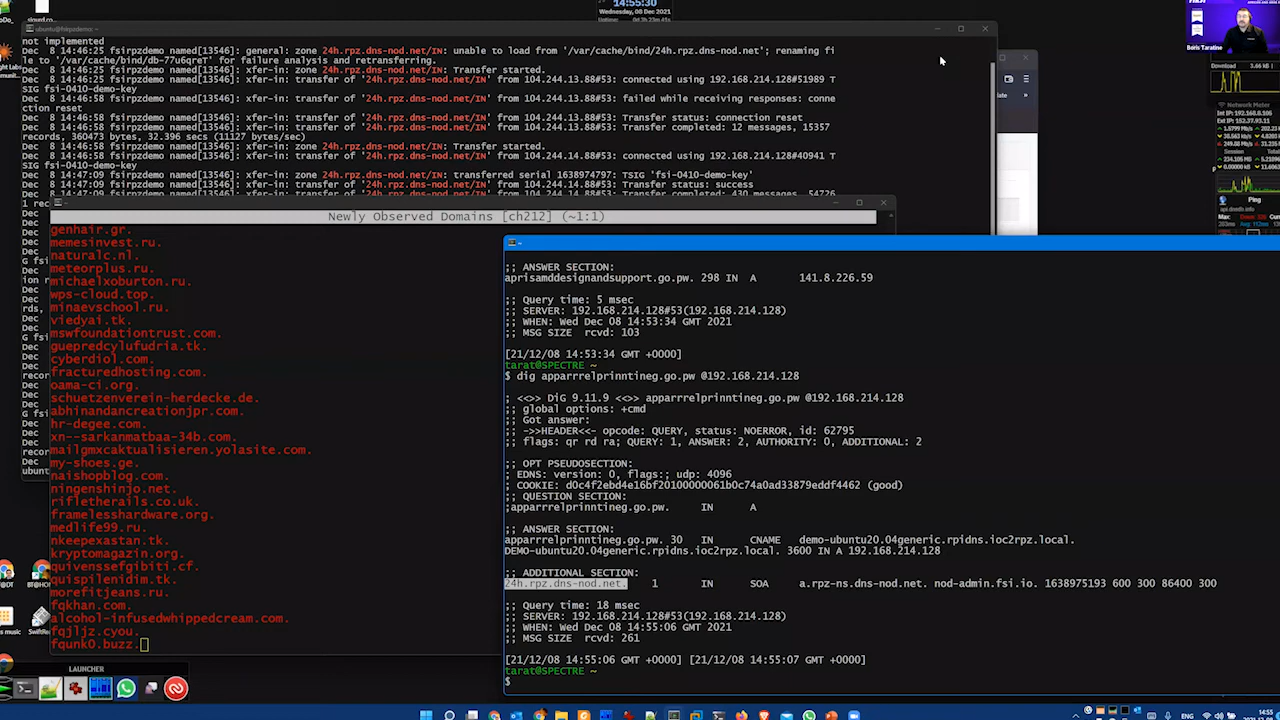 14:55:30
Wednesday, 08 Dec 2021
ubuntu@fsirpzdemo: ~
not implemented
Dec  8 14:46:25 fsirpzdemo named[13546]: general: zone 24h.rpz.dns-nod.net/IN: unable to load from '/var/cache/bind/24h.rpz.dns-nod.net'; renaming fi
le to '/var/cache/bind/db-77u6qreT' for failure analysis and retransferring.
Dec  8 14:46:25 fsirpzdemo named[13546]: xfer-in: zone 24h.rpz.dns-nod.net/IN: Transfer started.
Dec  8 14:46:25 fsirpzdemo named[13546]: xfer-in: transfer of '24h.rpz.dns-nod.net/IN' from 104.244.13.88#53: connected using 192.168.214.128#51989 T
SIG fsi-0410-demo-key
Dec  8 14:46:58 fsirpzdemo named[13546]: xfer-in: transfer of '24h.rpz.dns-nod.net/IN' from 104.244.13.88#53: failed while receiving responses: conne
ction reset
Dec  8 14:46:58 fsirpzdemo named[13546]: xfer-in: transfer of '24h.rpz.dns-nod.net/IN' from 104.244.13.88#53: Transfer status: connection reset
Dec  8 14:46:58 fsirpzdemo named[13546]: xfer-in: transfer of '24h.rpz.dns-nod.net/IN' from 104.244.13.88#53: Transfer completed: 12 messages, 15357
records, 360473 bytes, 32.396 secs (11127 bytes/sec)
Dec  8 14:46:58 fsirpzdemo named[13546]: xfer-in: zone 24h.rpz.dns-nod.net/IN: Transfer started.
Dec  8 14:46:58 fsirpzdemo named[13546]: xfer-in: transfer of '24h.rpz.dns-nod.net/IN' from 104.244.13.88#53: connected using 192.168.214.128#40941 T
SIG fsi-0410-demo-key
Dec  8 14:47:09 fsirpzdemo named[13546]: xfer-in: zone 24h.rpz.dns-nod.net/IN: transferred serial 1638974797: TSIG 'fsi-0410-demo-key'
Dec  8 14:47:09 fsirpzdemo named[13546]: xfer-in: transfer of '24h.rpz.dns-nod.net/IN' from 104.244.13.88#53: Transfer status: success
Newly Observed Domains [ch212] (~1:1)
genhair.gr.
memesinvest.ru.
naturalc.nl.
meteorplus.ru.
michaelxoburton.ru.
wps-cloud.top.
minaevschool.ru.
viedyai.tk.
mswfoundationtrust.com.
guepredcylufudria.tk.
cyberdiol.com.
fracturedhosting.com.
oama-ci.org.
schuetzenverein-herdecke.de.
abhinandancreationjpr.com.
hr-degee.com.
xn--sarkanmatbaa-34b.com.
mailgmxcaktualisieren.yolasite.com.
my-shoes.ge.
naishopblog.com.
ningenshinjo.net.
rifletherails.co.uk.
framelesshardware.org.
medlife99.ru.
nkeepexastan.tk.
kryptomagazin.org.
quivenssefgibiti.cf.
quispilenidim.tk.
morefitjeans.ru.
fqkhan.com.
alcohol-infusedwhippedcream.com.
fqjljz.cyou.
fqunk0.buzz.
;; ANSWER SECTION:
aprisamddesignandsupport.go.pw. 298 IN  A  141.8.226.59
;; Query time: 5 msec
;; SERVER: 192.168.214.128#53(192.168.214.128)
;; WHEN: Wed Dec 08 14:53:34 GMT 2021
;; MSG SIZE  rcvd: 103
[21/12/08 14:53:34 GMT +0000]
tarat@SPECTRE ~
$ dig apparrrelprinntineg.go.pw @192.168.214.128
; <<>> DiG 9.11.9 <<>> apparrrelprinntineg.go.pw @192.168.214.128
;; global options: +cmd
;; Got answer:
;; ->>HEADER<<- opcode: QUERY, status: NOERROR, id: 62795
;; flags: qr rd ra; QUERY: 1, ANSWER: 2, AUTHORITY: 0, ADDITIONAL: 2
;; OPT PSEUDOSECTION:
; EDNS: version: 0, flags:; udp: 4096
; COOKIE: d0c4f2ebd4e16bf20100000061b0c74a0ad33879eddf4462 (good)
;; QUESTION SECTION:
;apparrrelprinntineg.go.pw.  IN  A
;; ANSWER SECTION:
apparrrelprinntineg.go.pw. 30  IN  CNAME  demo-ubuntu20.04generic.rpidns.ioc2rpz.local.
DEMO-ubuntu20.04generic.rpidns.ioc2rpz.local. 3600 IN A 192.168.214.128
;; ADDITIONAL SECTION:
24h.rpz.dns-nod.net.  1  IN  SOA  a.rpz-ns.dns-nod.net. nod-admin.fsi.io. 1638975193 600 300 86400 300
;; Query time: 18 msec
;; SERVER: 192.168.214.128#53(192.168.214.128)
;; WHEN: Wed Dec 08 14:55:06 GMT 2021
;; MSG SIZE  rcvd: 261
[21/12/08 14:55:06 GMT +0000] [21/12/08 14:55:07 GMT +0000]
tarat@SPECTRE ~
$
Boris Taratine
Network Meter
Session
Ping
LAUNCHER
14:55